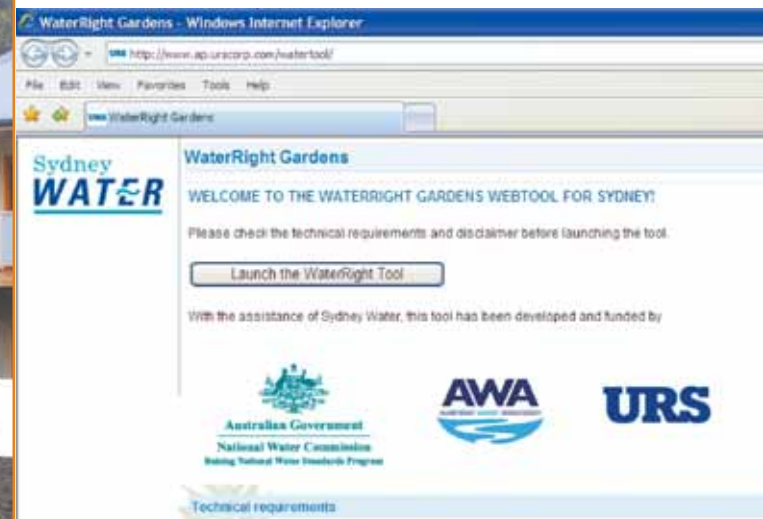 WaterRight Gardens - Windows Internet Explorer
URS http://www.ap.urscorp.com/watertool/
File Edit View Favorites Tools Help
URS WaterRight Gardens
Sydney
WATER
WaterRight Gardens
WELCOME TO THE WATERRIGHT GARDENS WEBTOOL FOR SYDNEY!
Please check the technical requirements and disclaimer before launching the tool.
Launch the WaterRight Tool
With the assistance of Sydney Water, this tool has been developed and funded by
Australian Government
National Water Commission
Raising National Water Standards Program
AWA
URS
Technical requirements